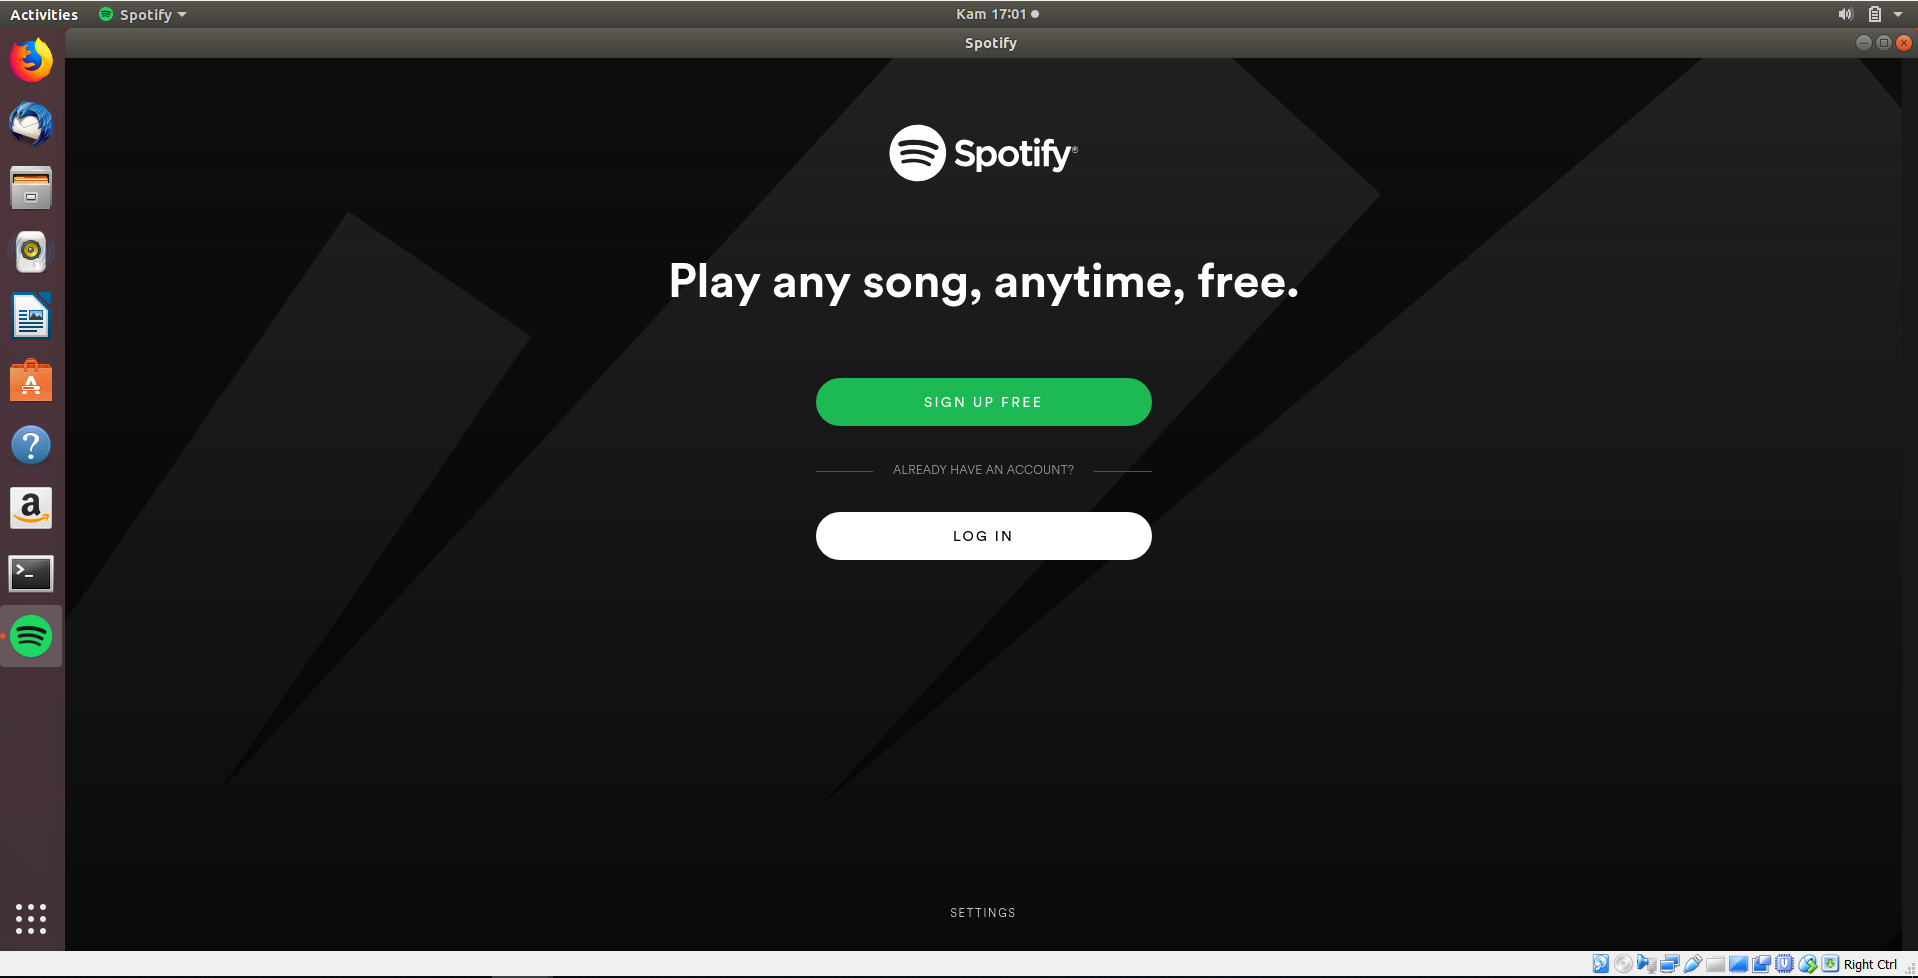 Activities
Spotify
Kam 17:01
Spotify
Spotify®
Play any song, anytime, free.
SIGN UP FREE
ALREADY HAVE AN ACCOUNT?
LOG IN
SETTINGS
Right Ctrl